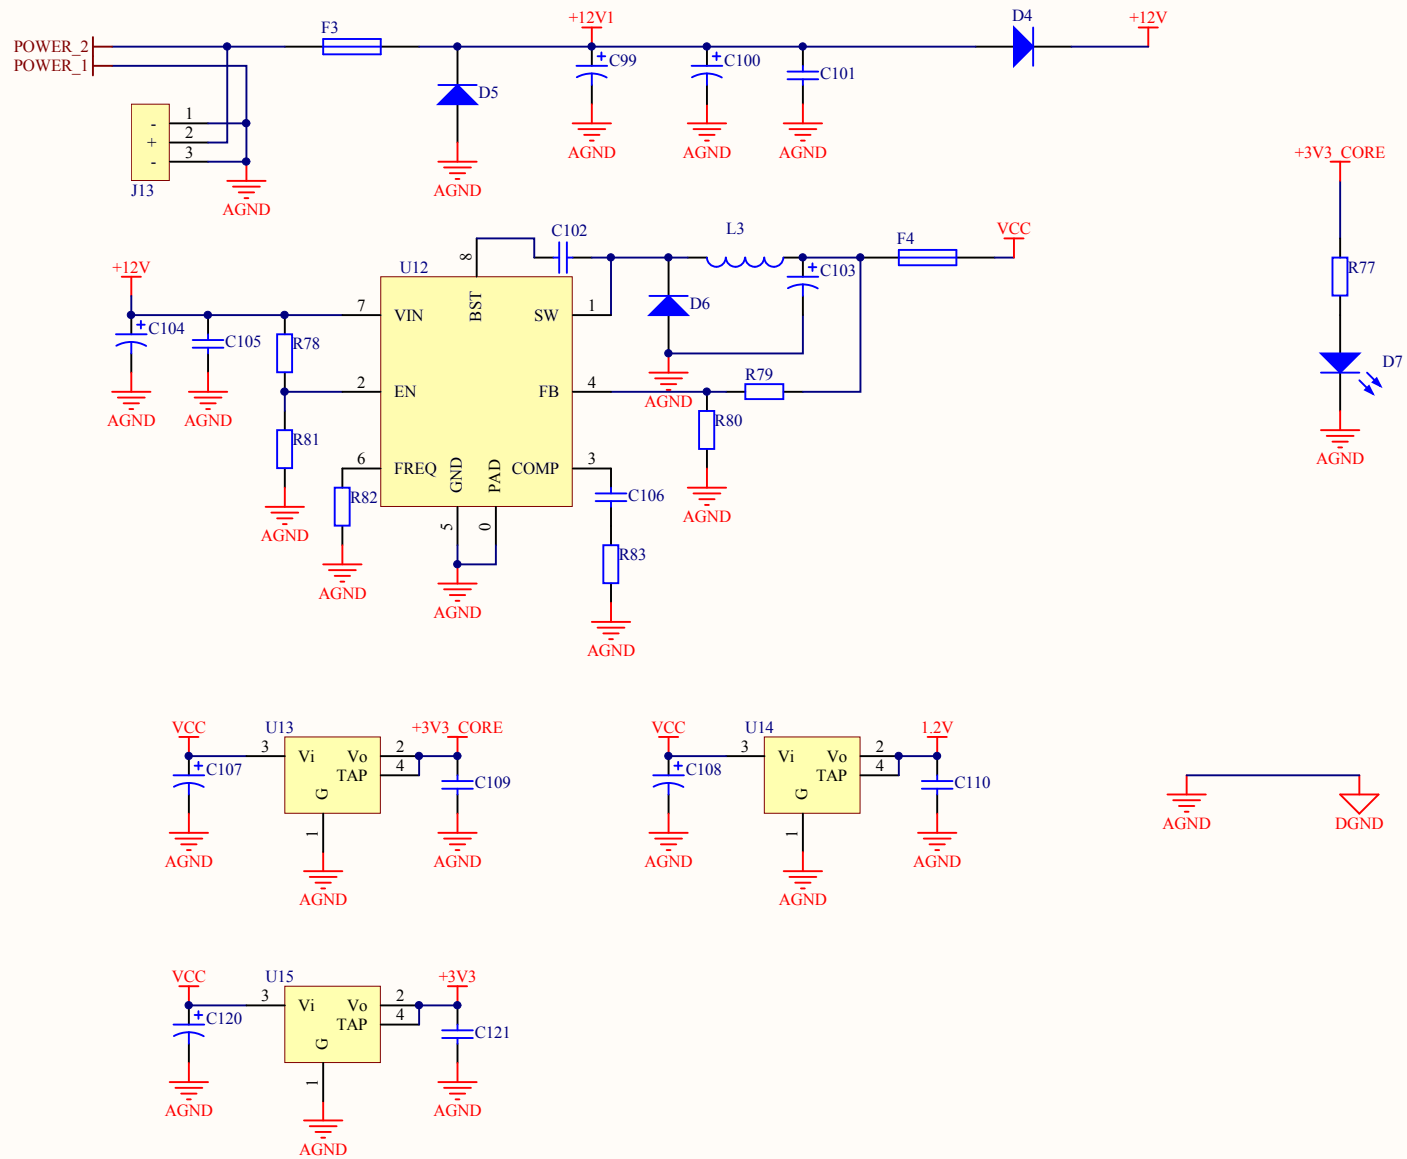 F3
+12V1
D4
+12V
POWER_2
POWER_1
+ C99
+ C100
C101
D5
1
2
3
-
+
-
J13
AGND
AGND
AGND
AGND
AGND
+3V3_CORE
R77
D7
AGND
C102
L3
F4
VCC
+12V
U12
8
BST
+ C103
D6
7
VIN
SW
1
+ C104
C105
R78
AGND
AGND
2
EN
FB
4
AGND
R79
R80
R81
AGND
AGND
6
FREQ
GND
PAD
COMP
3
R82
5
0
C106
R83
AGND
AGND
AGND
VCC
U13
+3V3_CORE
3
Vi
Vo
2
TAP
4
G
1
+ C107
C109
AGND
AGND
AGND
VCC
U14
1.2V
3
Vi
Vo
2
TAP
4
G
1
+ C108
C110
AGND
AGND
AGND
AGND
DGND
VCC
U15
+3V3
3
Vi
Vo
2
TAP
4
G
1
+ C120
C121
AGND
AGND
AGND